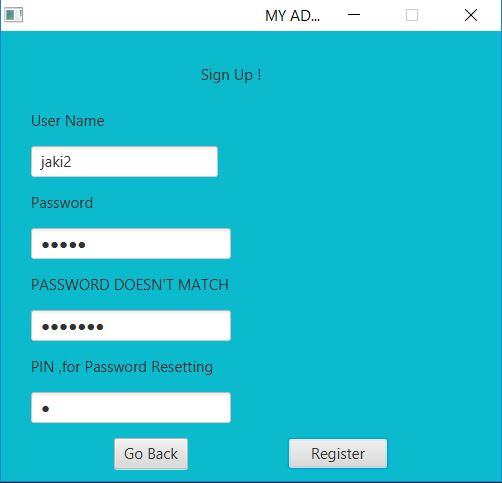 MY AD...
Sign Up !
User Name
jaki2
Password
●●●●●
PASSWORD DOESN'T MATCH
●●●●●●●
PIN ,for Password Resetting
●
Go Back
Register